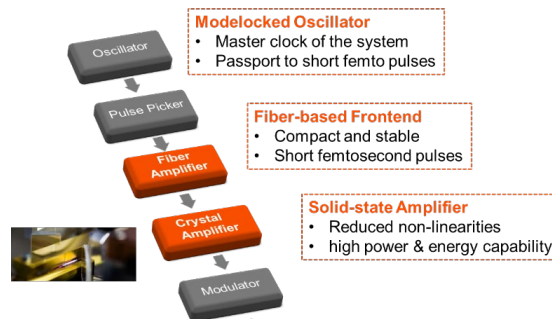 Modelocked Oscillator
• Master clock of the system
• Passport to short femto pulses
Oscillator
Pulse Picker
Fiber-based Frontend
• Compact and stable
• Short femtosecond pulses
Fiber
Amplifier
Solid-state Amplifier
• Reduced non-linearities
• high power & energy capability
Crystal
Amplifier
Modulator